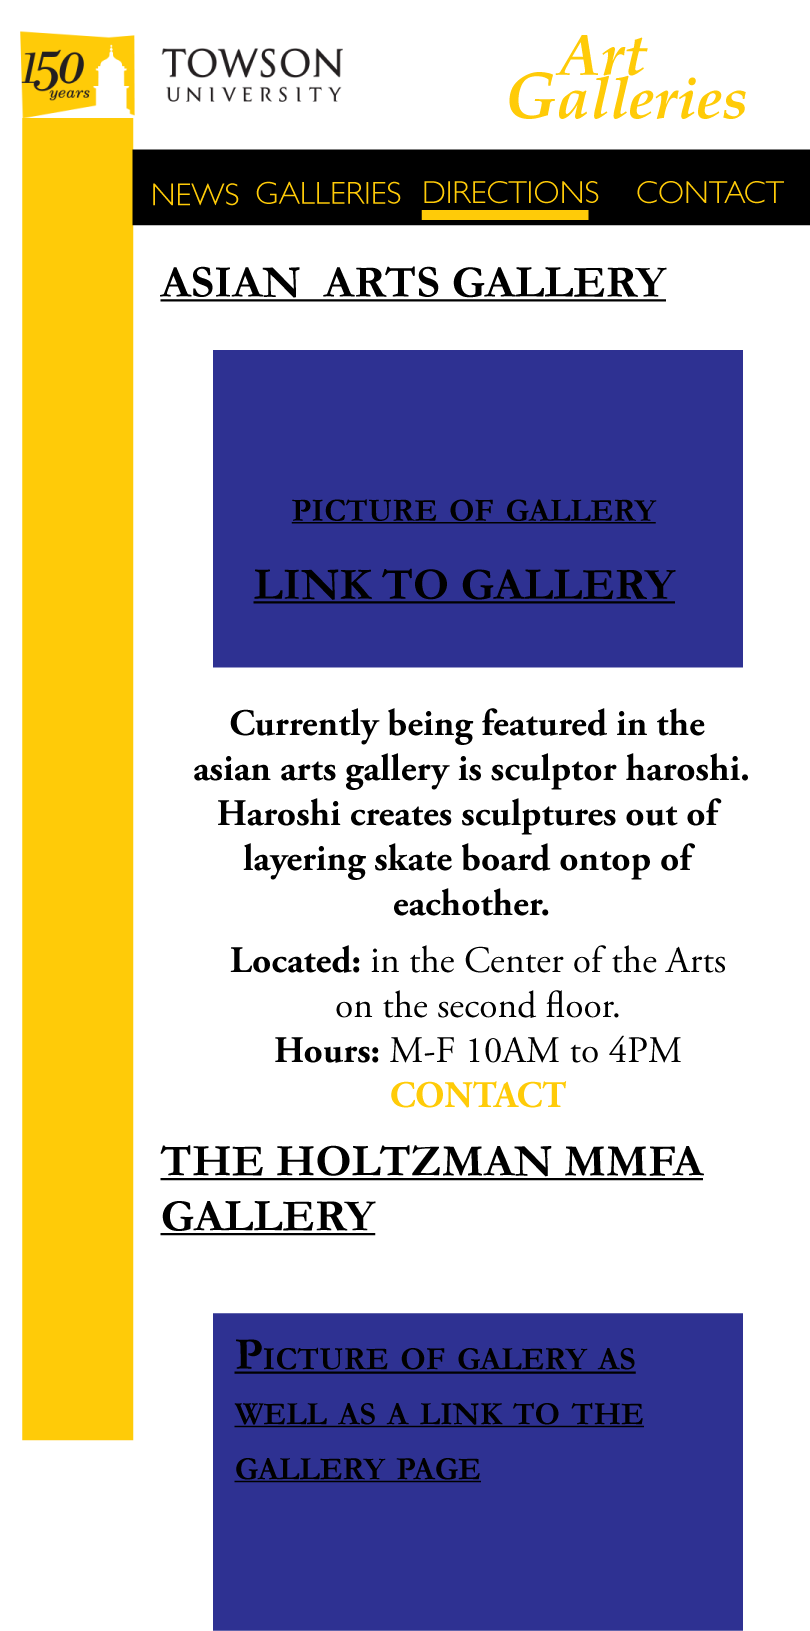 150
years
TOWSON
UNIVERSITY
Art
Galleries
NEWS GALLERIES DIRECTIONS CONTACT
ASIAN ARTS GALLERY
PICTURE OF GALLERY
LINK TO GALLERY
Currently being featured in the
asian arts gallery is sculptor haroshi.
Haroshi creates sculptures out of
layering skate board ontop of
eachother.
Located: in the Center of the Arts
on the second floor.
Hours: M-F 10AM to 4PM
CONTACT
THE HOLTZMAN MMFA
GALLERY
PICTURE OF GALERY AS
WELL AS A LINK TO THE
GALLERY PAGE